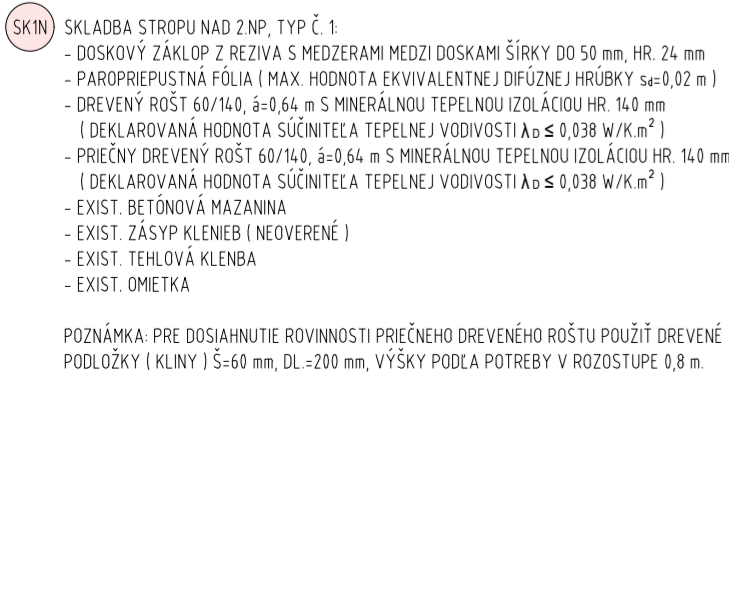 SK1N SKLADBA STROPU NAD 2.NP, TYP Č. 1:
- DOSKOVÝ ZÁKLOP Z REZIVA S MEDZERAMI MEDZI DOSKAMI ŠÍRKY DO 50 mm, HR. 24 mm
- PAROPRIEPUSTNÁ FÓLIA ( MAX. HODNOTA EKVIVALENTNEJ DIFÚZNEJ HRÚBKY sd=0,02 m )
- DREVENÝ ROŠT 60/140, á=0,64 m S MINERÁLNOU TEPELNOU IZOLÁCIOU HR. 140 mm
( DEKLAROVANÁ HODNOTA SÚČINITEĽA TEPELNEJ VODIVOSTI λD ≤ 0,038 W/K.m² )
- PRIEČNY DREVENÝ ROŠT 60/140, á=0,64 m S MINERÁLNOU TEPELNOU IZOLÁCIOU HR. 140 mm
( DEKLAROVANÁ HODNOTA SÚČINITEĽA TEPELNEJ VODIVOSTI λD ≤ 0,038 W/K.m² )
- EXIST. BETÓNOVÁ MAZANINA
- EXIST. ZÁSYP KLENIEB ( NEOVERENÉ )
- EXIST. TEHLOVÁ KLENBA
- EXIST. OMIETKA
POZNÁMKA: PRE DOSIAHNUTIE ROVINNOSTI PRIEČNEHO DREVENÉHO ROŠTU POUŽIŤ DREVENÉ
PODLOŽKY ( KLINY ) Š=60 mm, DL.=200 mm, VÝŠKY PODĽA POTREBY V ROZOSTUPE 0,8 m.